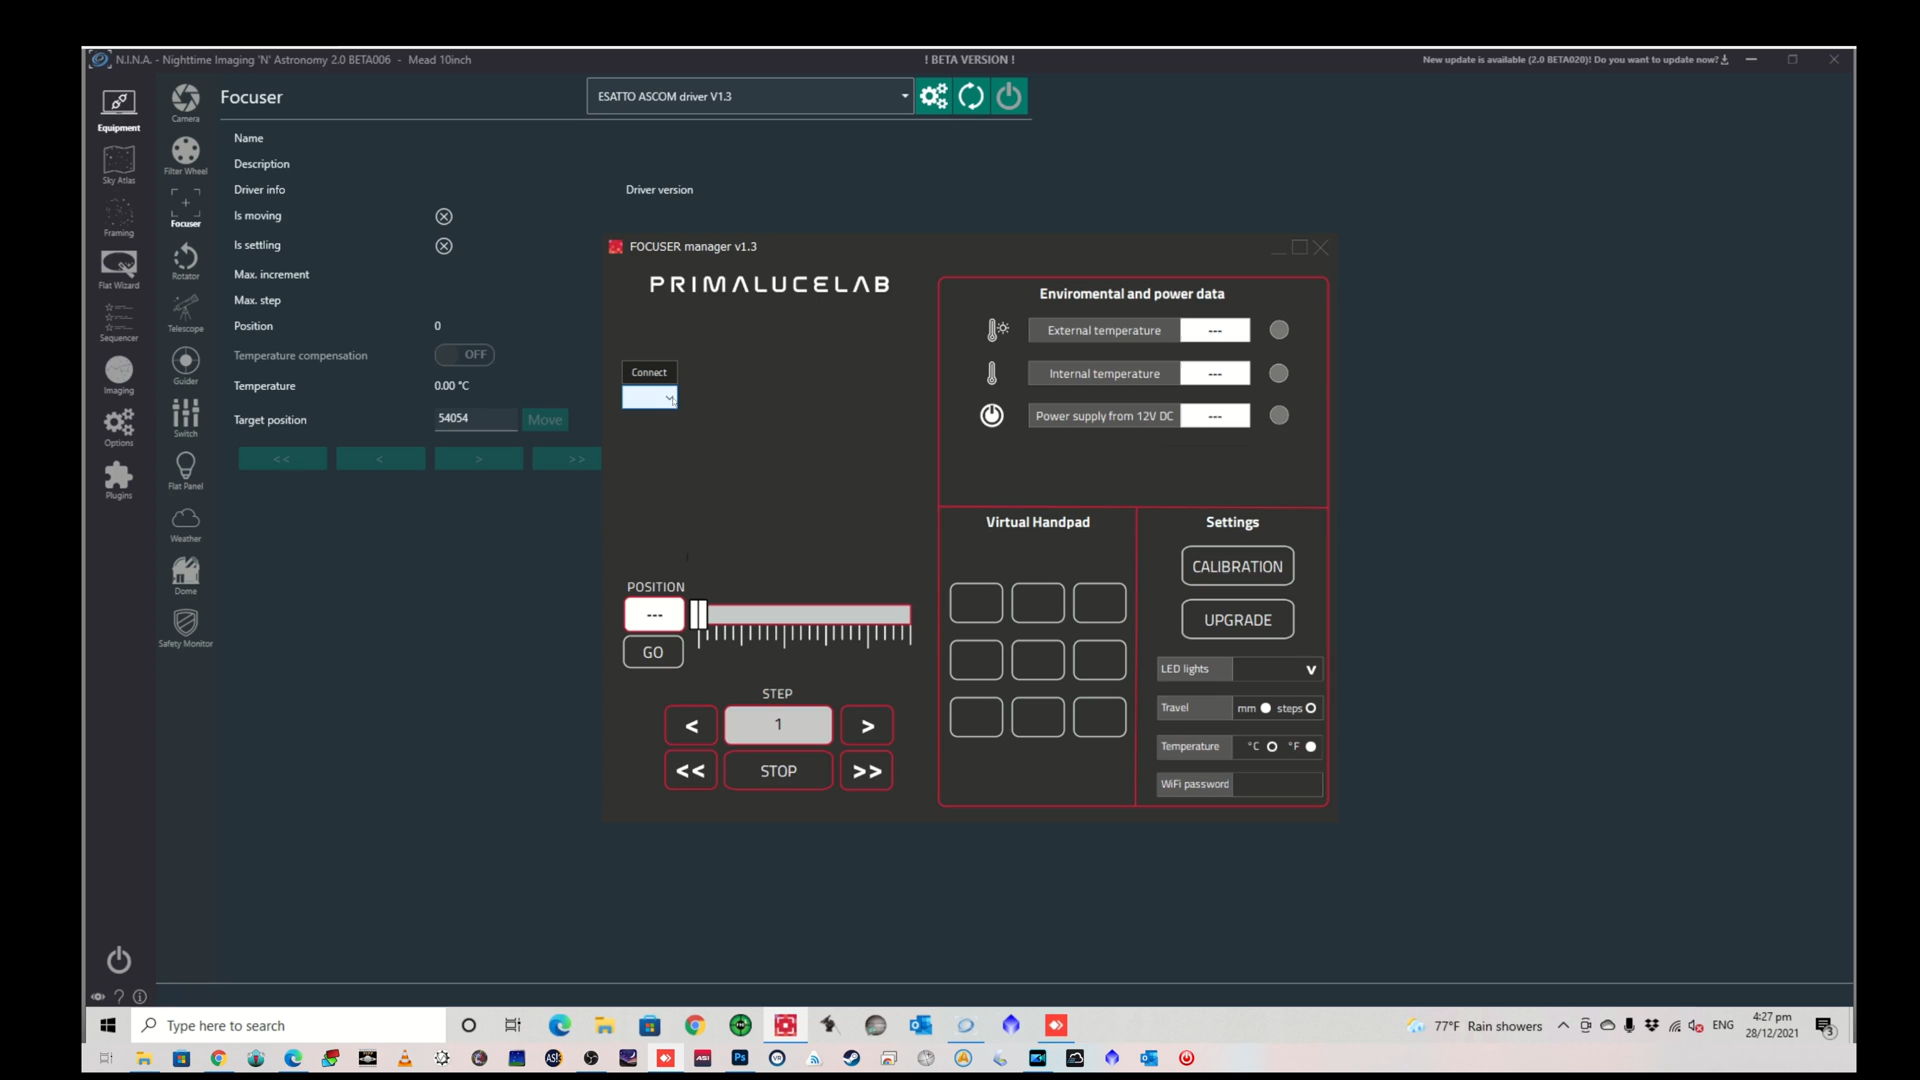 N.I.N.A. - Nighttime Imaging 'N' Astronomy 2.0 BETA006 - Mead 10inch
! BETA VERSION !
New update is available (2.0 BETA020)! Do you want to update now?
Equipment
Sky Atlas
Framing
Flat Wizard
Sequencer
Imaging
Options
Plugins
Camera
Filter Wheel
Focuser
Rotator
Telescope
Guider
Switch
Flat Panel
Weather
Dome
Safety Monitor
Focuser
ESATTO ASCOM driver V1.3
Name
Description
Driver info
Driver version
Is moving
Is settling
Max. increment
Max. step
Position 0
Temperature compensation OFF
Temperature 0.00 °C
Target position 54054 Move
<< < > >>
FOCUSER manager v1.3
PRIMALUCELAB
Connect
POSITION
---
GO
STEP
< 1 >
<< STOP >>
Enviromental and power data
External temperature ---
Internal temperature ---
Power supply from 12V DC ---
Virtual Handpad
Settings
CALIBRATION
UPGRADE
LED lights v
Travel mm steps
Temperature °C °F
WiFi password
Type here to search
77°F Rain showers
ENG
4:27 pm
28/12/2021